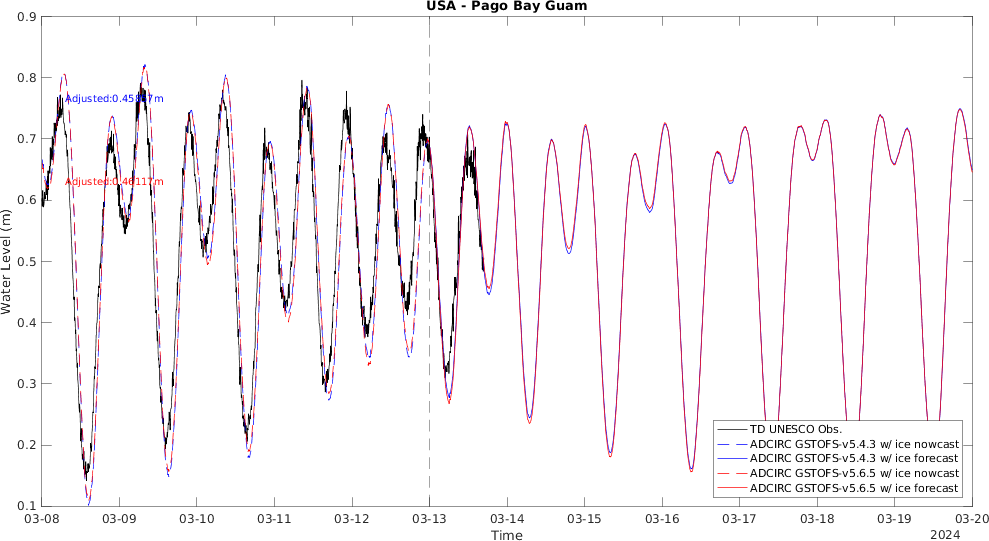 USA - Pago Bay Guam
0.9
0.8
0.7
0.6
0.5
0.4
0.3
0.2
0.1
Water Level (m)
Adjusted:0.46117m
TD UNESCO Obs.
ADCIRC GSTOFS-v5.4.3 w/ ice nowcast
ADCIRC GSTOFS-v5.4.3 w/ ice forecast
ADCIRC GSTOFS-v5.6.5 w/ ice nowcast
ADCIRC GSTOFS-v5.6.5 w/ ice forecast
03-08 03-09 03-10 03-11 03-12 03-13 03-14 03-15 03-16 03-17 03-18 03-19 03-20
Time
2024